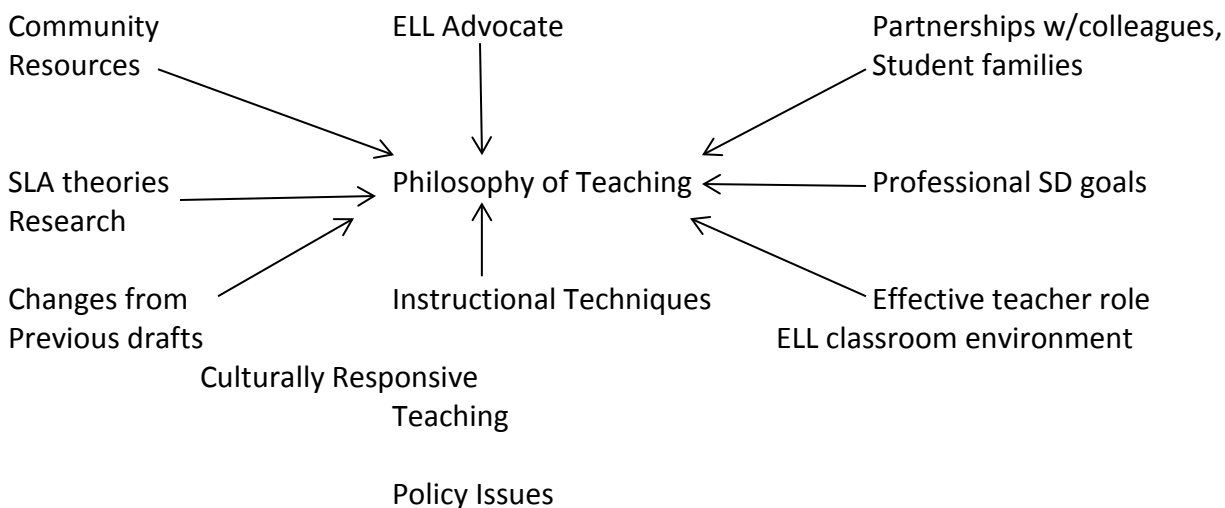 Community
Resources
ELL Advocate
Partnerships w/colleagues,
Student families
SLA theories
Research
Philosophy of Teaching
Professional SD goals
Changes from
Previous drafts
Instructional Techniques
Effective teacher role
ELL classroom environment
Culturally Responsive
Teaching
Policy Issues